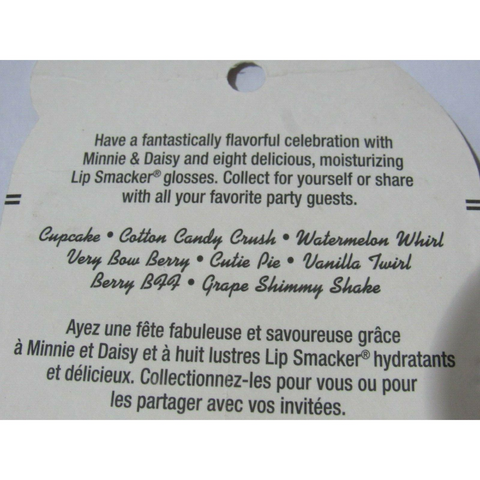 Have a fantastically flavorful celebration with
Minnie & Daisy and eight delicious, moisturizing
Lip Smacker® glosses. Collect for yourself or share
with all your favorite party guests.
Cupcake • Cotton Candy Crush • Watermelon Whirl
Very Bow Berry • Cutie Pie • Vanilla Twirl
Berry BFF • Grape Shimmy Shake
Ayez une fête fabuleuse et savoureuse grâce
à Minnie et Daisy et à huit lustres Lip Smacker® hydratants
et délicieux. Collectionnez-les pour vous ou pour
les partager avec vos invitées.